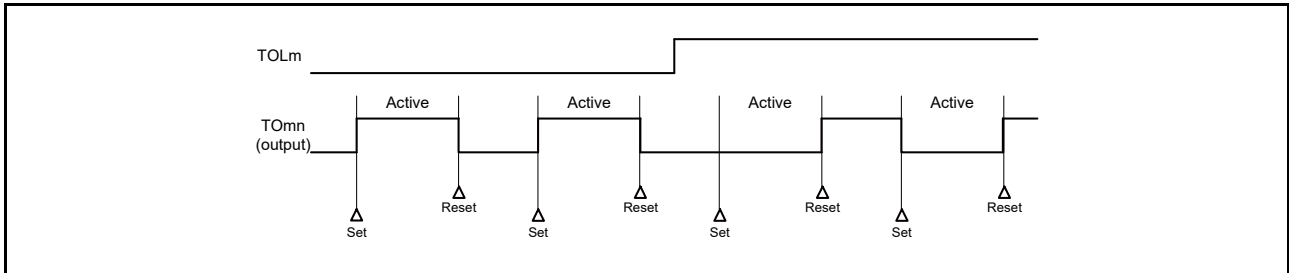 TOLm
Active Active Active Active
TOmn
(output)
Reset Reset Reset Reset
Set Set Set Set